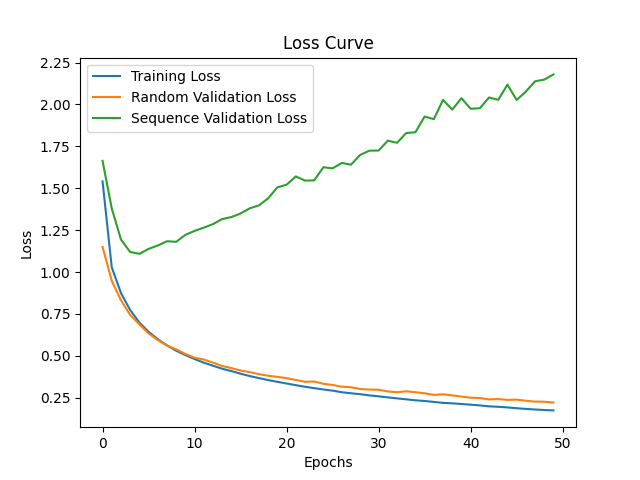 Loss Curve
2.25
2.00
1.75
1.50
1.25
1.00
0.75
0.50
0.25
Loss
Training Loss
Random Validation Loss
Sequence Validation Loss
0 10 20 30 40 50
Epochs